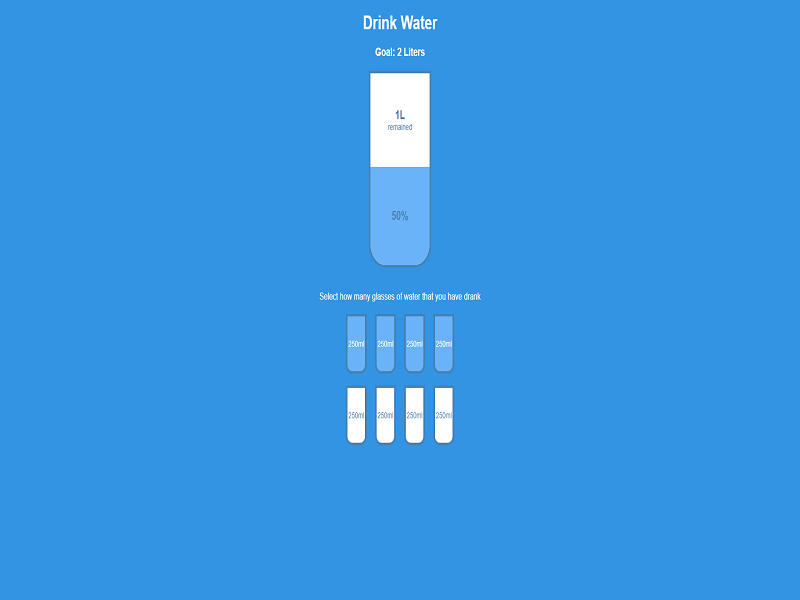 Drink Water
Goal: 2 Liters
1L
remained
50%
Select how many glasses of water that you have drank
250ml 250ml 250ml 250ml
250ml 250ml 250ml 250ml